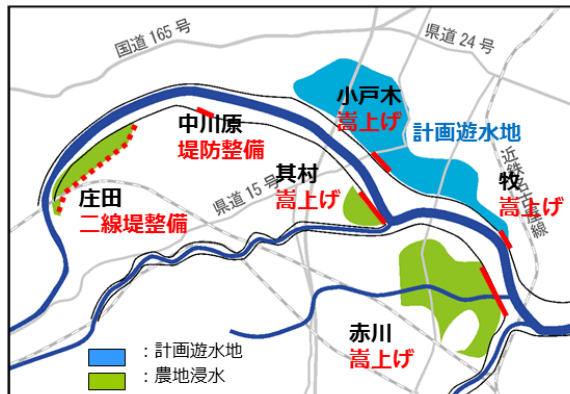 国道165号
県道24号
小戸木
嵩上げ
計画遊水地
中川原
堤防整備
其村
嵩上げ
牧
嵩上げ
近鉄名古屋線
県道15号
庄田
二線堤整備
赤川
嵩上げ
：計画遊水地
：農地浸水